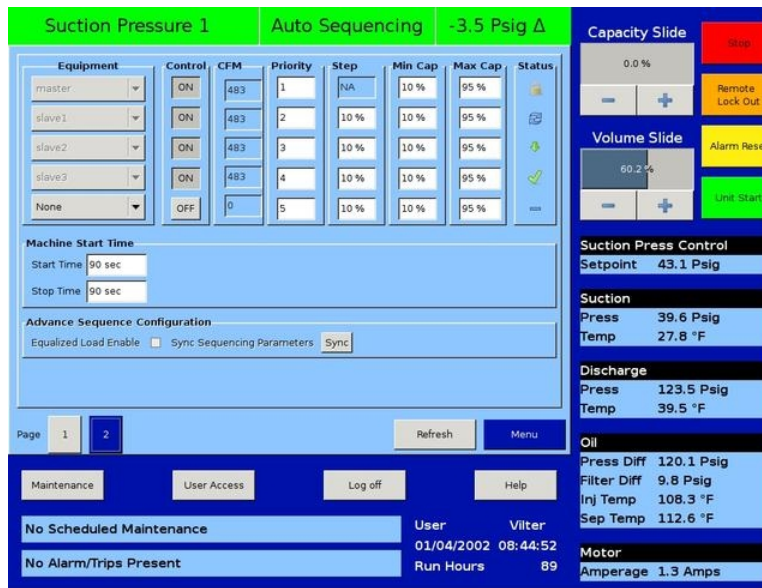 Suction Pressure 1
Auto Sequencing
-3.5 Psig Δ
Equipment Control CFM Priority Step Min Cap Max Cap Status
master ON 483 1 NA 10 % 95 %
slave1 ON 483 2 10 % 10 % 95 %
slave2 ON 483 3 10 % 10 % 95 %
slave3 ON 483 4 10 % 10 % 95 %
None OFF 0 5 10 % 10 % 95 %
Machine Start Time
Start Time 90 sec
Stop Time 90 sec
Advance Sequence Configuration
Equalized Load Enable Sync Sequencing Parameters Sync
Page 1 2 Refresh Menu
Maintenance User Access Log off Help
No Scheduled Maintenance
No Alarm/Trips Present
User Vilter
01/04/2002 08:44:52
Run Hours 89
Capacity Slide
0.0 %
Volume Slide
60.2 %
Stop
Remote
Lock Out
Alarm Rese
Unit Start
Suction Press Control
Setpoint 43.1 Psig
Suction
Press 39.6 Psig
Temp 27.8 °F
Discharge
Press 123.5 Psig
Temp 39.5 °F
Oil
Press Diff 120.1 Psig
Filter Diff 9.8 Psig
Inj Temp 108.3 °F
Sep Temp 112.6 °F
Motor
Amperage 1.3 Amps